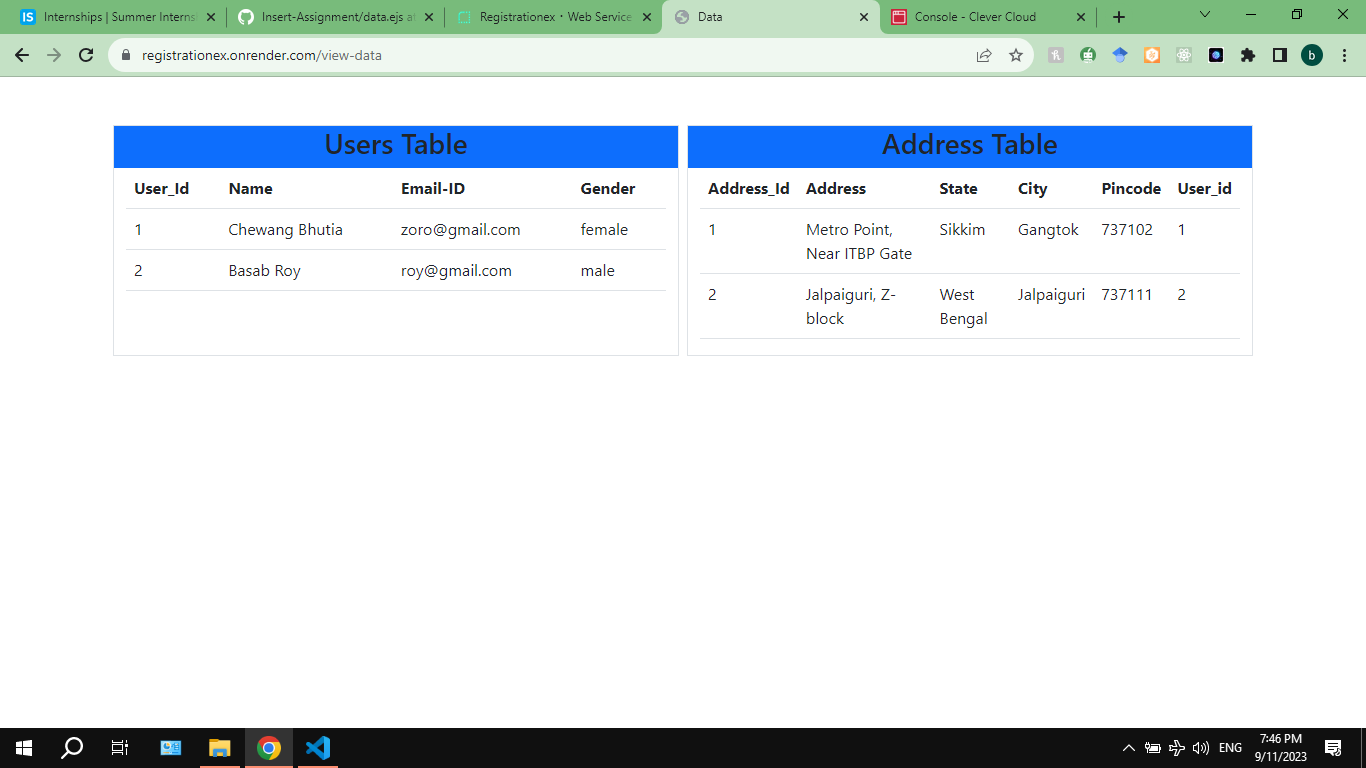 Internships | Summer Interns
Insert-Assignment/data.ejs at
Registrationex · Web Service
Data
Console - Clever Cloud
registrationex.onrender.com/view-data
b
Users Table
User_Id Name Email-ID Gender
1 Chewang Bhutia zoro@gmail.com female
2 Basab Roy roy@gmail.com male
Address Table
Address_Id Address State City Pincode User_id
1 Metro Point, Sikkim Gangtok 737102 1
Near ITBP Gate
2 Jalpaiguri, Z- West Jalpaiguri 737111 2
block Bengal
ENG
7:46 PM
9/11/2023